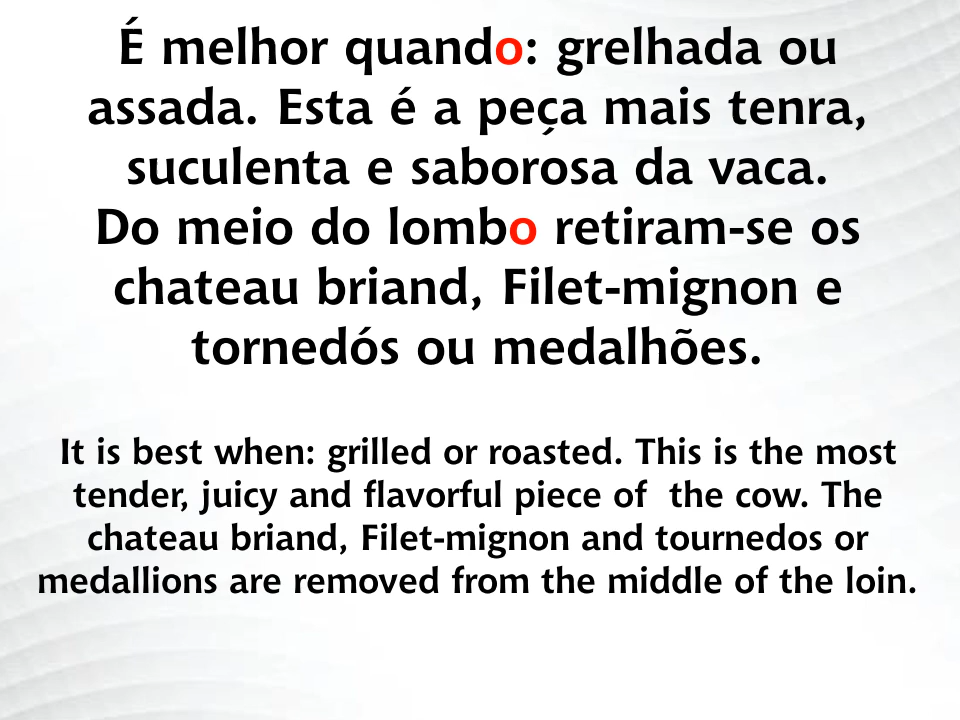 É melhor quando: grelhada ou
assada. Esta é a peça mais tenra,
suculenta e saborosa da vaca.
Do meio do lombo retiram-se os
chateau briand, Filet-mignon e
tornedós ou medalhões.
It is best when: grilled or roasted. This is the most
tender, juicy and flavorful piece of  the cow. The
chateau briand, Filet-mignon and tournedos or
medallions are removed from the middle of the loin.